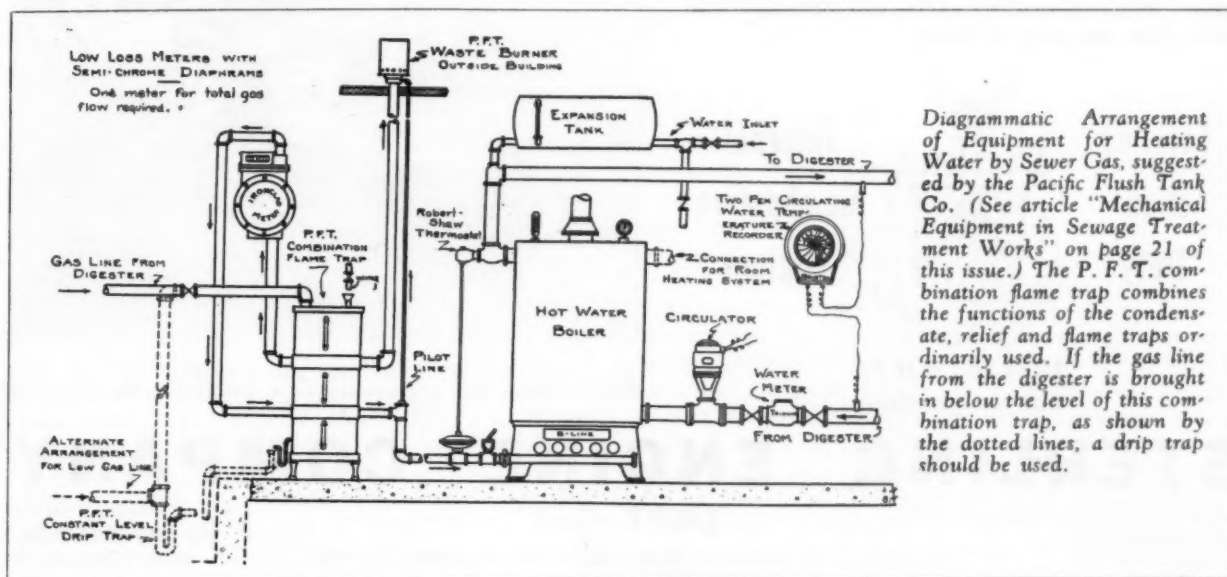 LOW LOSS METERS WITH
SEMI-CHROME DIAPHRAMS
One meter for total gas
flow required.
P.F.T.
WASTE BURNER
OUTSIDE BUILDING
EXPANSION
TANK
WATER INLET
TO DIGESTER
IRONCLAD
METER
P.F.T.
COMBINATION
FLAME TRAP
Robert-
Shaw
Thermostat
TWO PEN CIRCULATING
WATER TEMP-
ERATURE
RECORDER
GAS LINE FROM
DIGESTER
CONNECTION
FOR ROOM
HEATING SYSTEM
HOT WATER
BOILER
CIRCULATOR
PILOT
LINE
WATER
METER
TRIDENT
FROM DIGESTER
B-LINE
ALTERNATE
ARRANGEMENT
FOR LOW GAS LINE
P.F.T.
CONSTANT LEVEL
DRIP TRAP
Diagrammatic Arrangement
of Equipment for Heating
Water by Sewer Gas, suggest-
ed by the Pacific Flush Tank
Co. (See article "Mechanical
Equipment in Sewage Treat-
ment Works" on page 21 of
this issue.) The P. F. T. com-
bination flame trap combines
the functions of the condens-
ate, relief and flame traps or-
dinarily used. If the gas line
from the digester is brought
in below the level of this com-
bination trap, as shown by
the dotted lines, a drip trap
should be used.